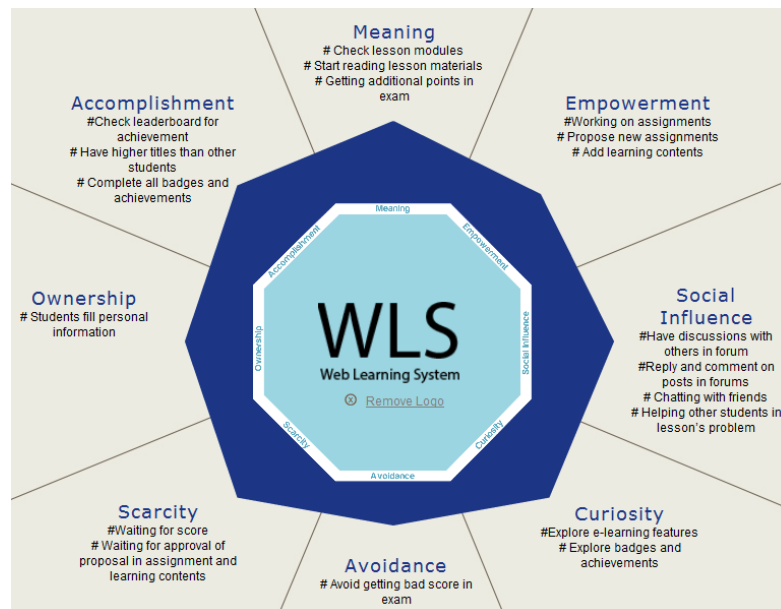 Meaning
# Check lesson modules
# Start reading lesson materials
# Getting additional points in
exam
Accomplishment
#Check leaderboard for
achievement
# Have higher titles than other
students
# Complete all badges and
achievements
Empowerment
#Working on assignments
# Propose new assignments
# Add learning contents
Ownership
# Students fill personal
information
Social
Influence
#Have discussions with
others in forum
#Reply and comment on
posts in forums
# Chatting with friends
# Helping other students in
lesson's problem
Meaning
Accomplishment
Empowerment
Ownership
Social Influence
Scarcity
Curiosity
Avoidance
WLS
Web Learning System
Remove Logo
Scarcity
#Waiting for score
# Waiting for approval of
proposal in assignment and
learning contents
Avoidance
# Avoid getting bad score in
exam
Curiosity
#Explore e-learning features
# Explore badges and
achievements